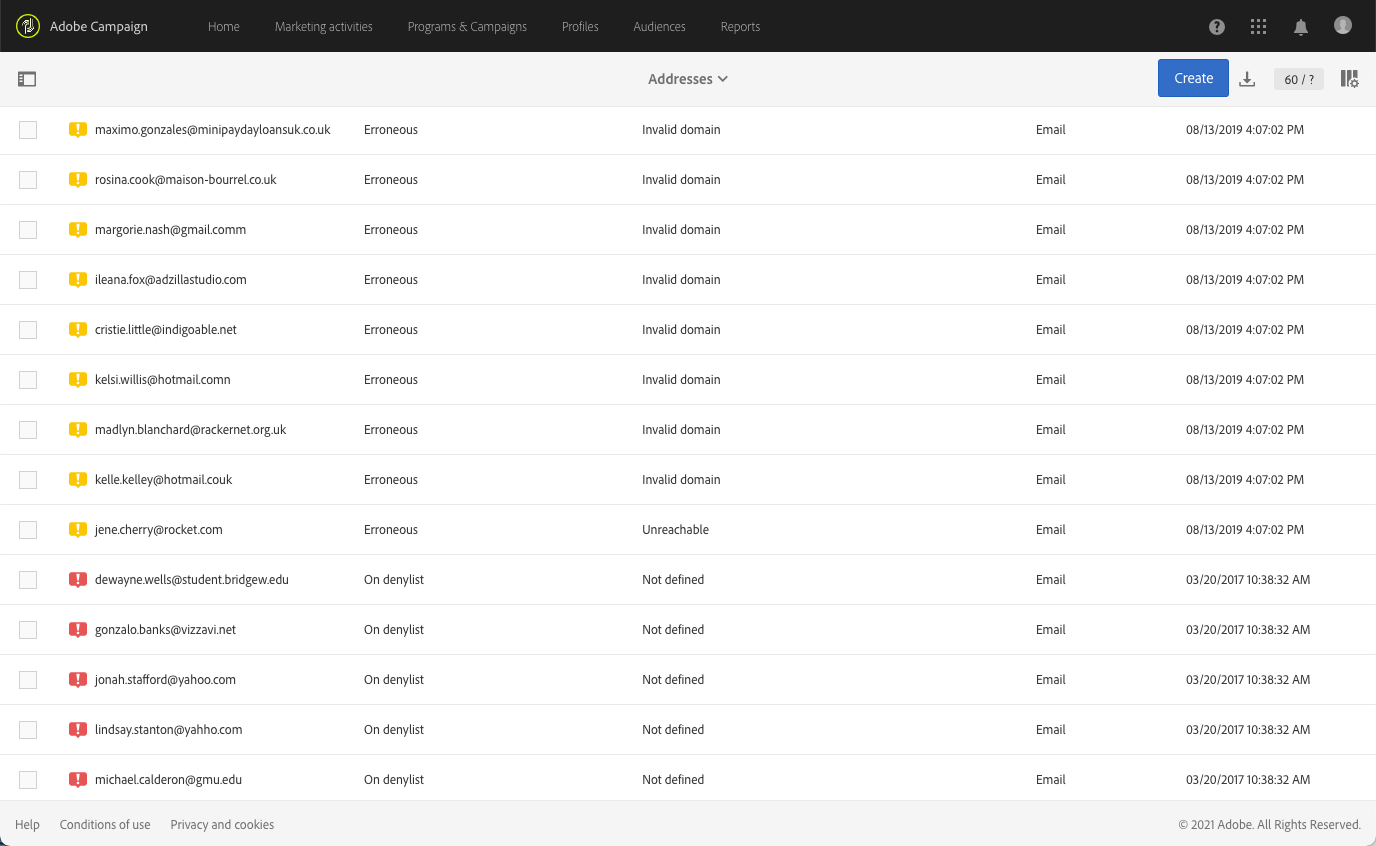 Adobe Campaign Home Marketing activities Programs & Campaigns Profiles Audiences Reports
Addresses Create 60 / ?
maximo.gonzales@minipaydayloansuk.co.uk Erroneous Invalid domain Email 08/13/2019 4:07:02 PM
rosina.cook@maison-bourrel.co.uk Erroneous Invalid domain Email 08/13/2019 4:07:02 PM
margorie.nash@gmail.comm Erroneous Invalid domain Email 08/13/2019 4:07:02 PM
ileana.fox@adzillastudio.com Erroneous Invalid domain Email 08/13/2019 4:07:02 PM
cristie.little@indigoable.net Erroneous Invalid domain Email 08/13/2019 4:07:02 PM
kelsi.willis@hotmail.comn Erroneous Invalid domain Email 08/13/2019 4:07:02 PM
madlyn.blanchard@rackernet.org.uk Erroneous Invalid domain Email 08/13/2019 4:07:02 PM
kelle.kelley@hotmail.couk Erroneous Invalid domain Email 08/13/2019 4:07:02 PM
jene.cherry@rocket.com Erroneous Unreachable Email 08/13/2019 4:07:02 PM
dewayne.wells@student.bridgew.edu On denylist Not defined Email 03/20/2017 10:38:32 AM
gonzalo.banks@vizzavi.net On denylist Not defined Email 03/20/2017 10:38:32 AM
jonah.stafford@yahoo.com On denylist Not defined Email 03/20/2017 10:38:32 AM
lindsay.stanton@yahho.com On denylist Not defined Email 03/20/2017 10:38:32 AM
michael.calderon@gmu.edu On denylist Not defined Email 03/20/2017 10:38:32 AM
Help Conditions of use Privacy and cookies © 2021 Adobe. All Rights Reserved.